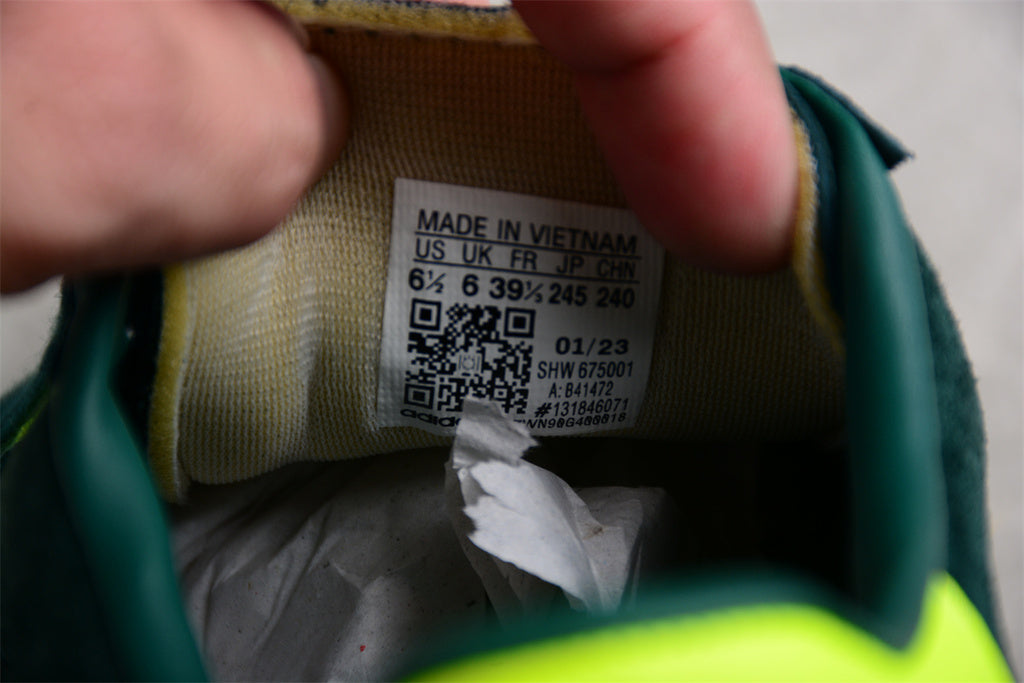 MADE IN VIETNAM
US UK FR JP CHN
6½ 6 39⅓ 245 240
01/23
SHW 675001
A: B41472
#131846071